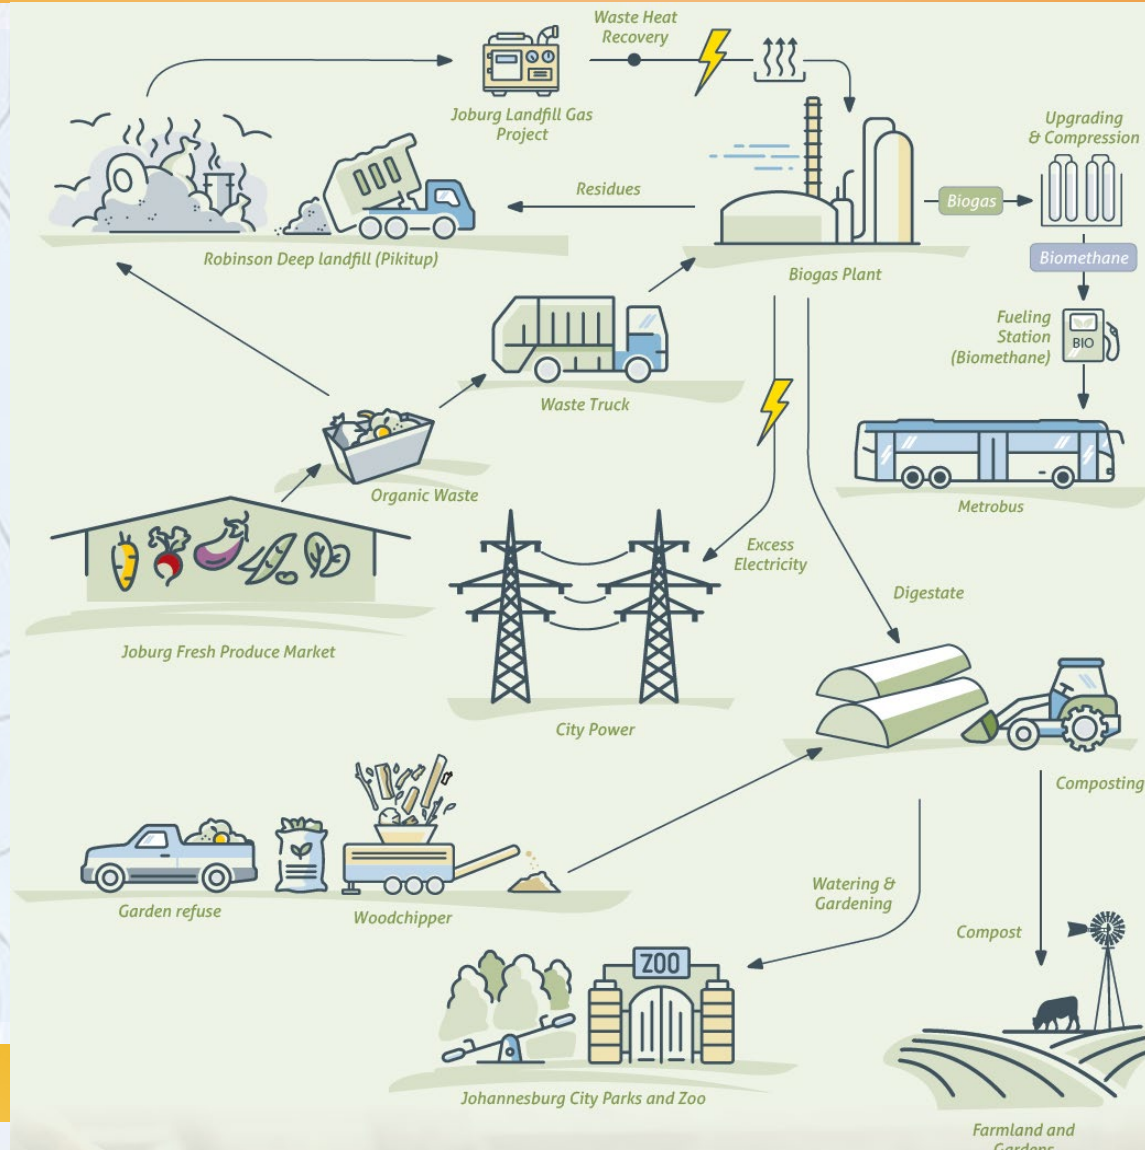 Waste Heat
Recovery
Joburg Landfill Gas
Project
Upgrading
& Compression
Residues
Biogas
Robinson Deep landfill (Pikitup)
Biogas Plant
Biomethane
Fueling
Station
(Biomethane)
BIO
Waste Truck
Organic Waste
Metrobus
Excess
Electricity
Digestate
Joburg Fresh Produce Market
City Power
Composting
Garden refuse
Woodchipper
Watering &
Gardening
Compost
ZOO
Johannesburg City Parks and Zoo
Farmland and
Gardens